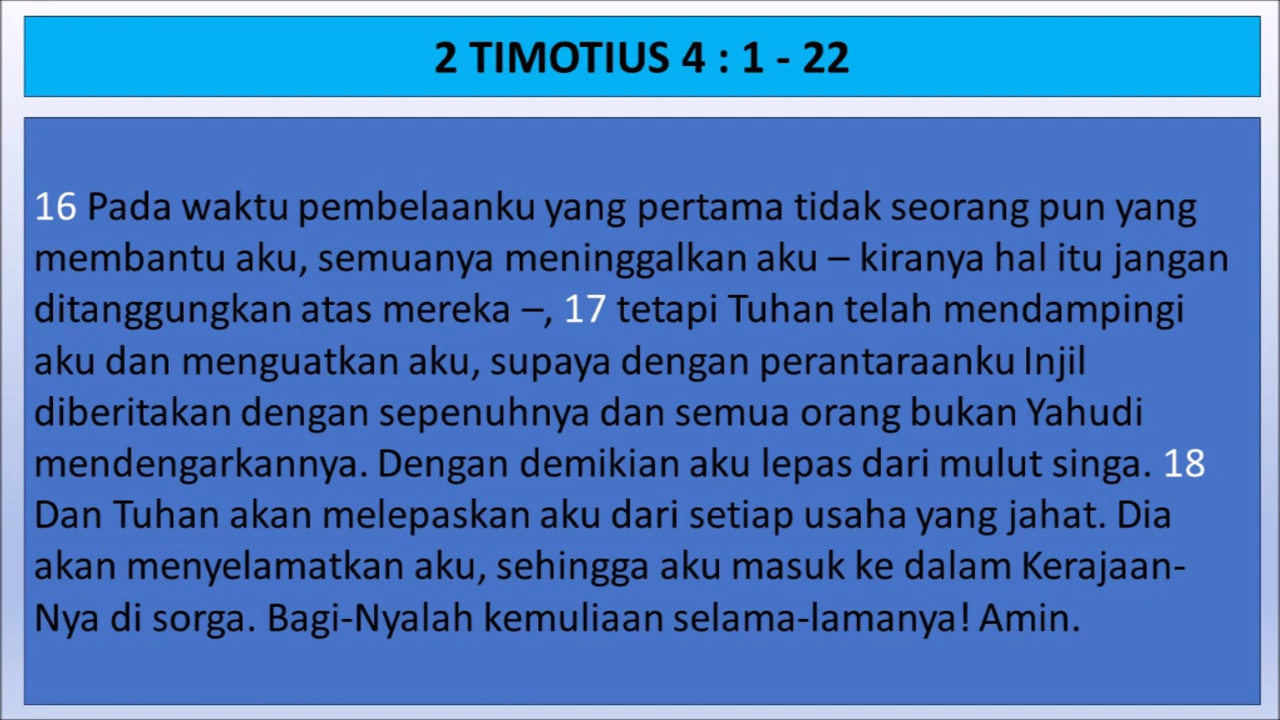 2 TIMOTIUS 4 : 1 - 22
16 Pada waktu pembelaanku yang pertama tidak seorang pun yang
membantu aku, semuanya meninggalkan aku – kiranya hal itu jangan
ditanggungkan atas mereka –, 17 tetapi Tuhan telah mendampingi
aku dan menguatkan aku, supaya dengan perantaraanku Injil
diberitakan dengan sepenuhnya dan semua orang bukan Yahudi
mendengarkannya. Dengan demikian aku lepas dari mulut singa. 18
Dan Tuhan akan melepaskan aku dari setiap usaha yang jahat. Dia
akan menyelamatkan aku, sehingga aku masuk ke dalam Kerajaan-
Nya di sorga. Bagi-Nyalah kemuliaan selama-lamanya! Amin.